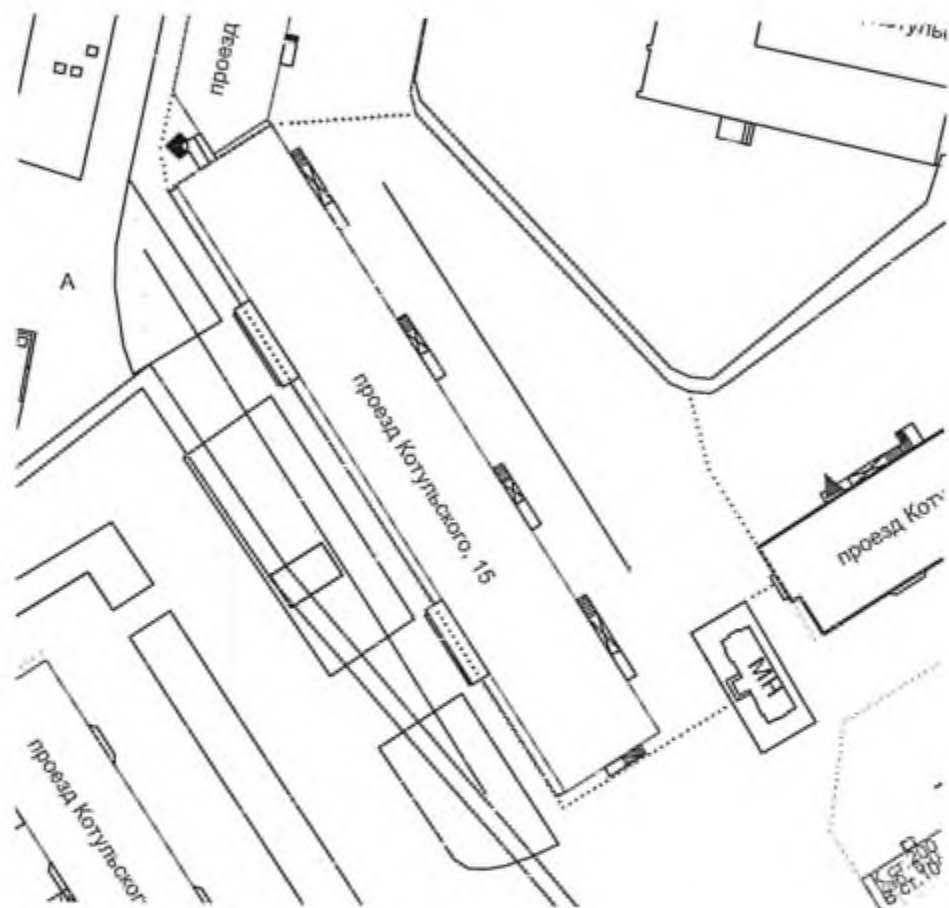 проезд
А
проезд Котульского, 15
проезд Кот
МН
проезд Котульског